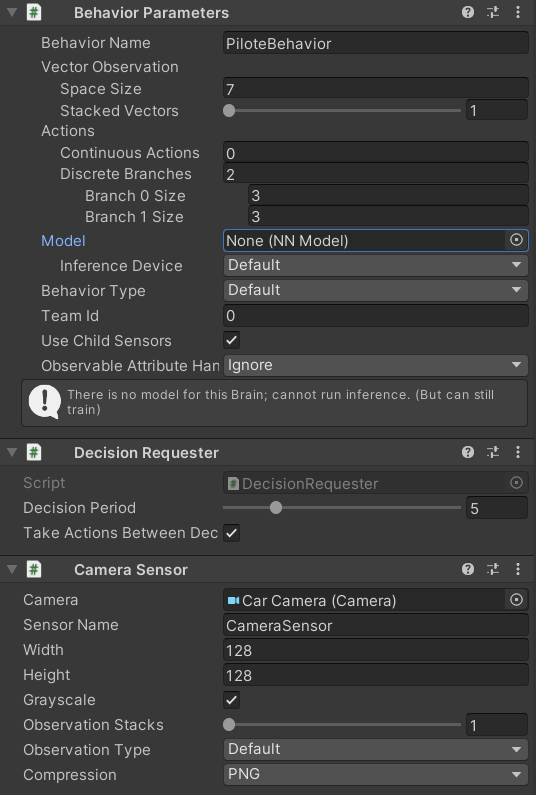 Behavior Parameters
Behavior Name PiloteBehavior
Vector Observation
Space Size 7
Stacked Vectors 1
Actions
Continuous Actions 0
Discrete Branches 2
Branch 0 Size 3
Branch 1 Size 3
Model None (NN Model)
Inference Device Default
Behavior Type Default
Team Id 0
Use Child Sensors
Observable Attribute Han Ignore
There is no model for this Brain; cannot run inference. (But can still
train)
Decision Requester
Script DecisionRequester
Decision Period 5
Take Actions Between Dec
Camera Sensor
Camera Car Camera (Camera)
Sensor Name CameraSensor
Width 128
Height 128
Grayscale
Observation Stacks 1
Observation Type Default
Compression PNG